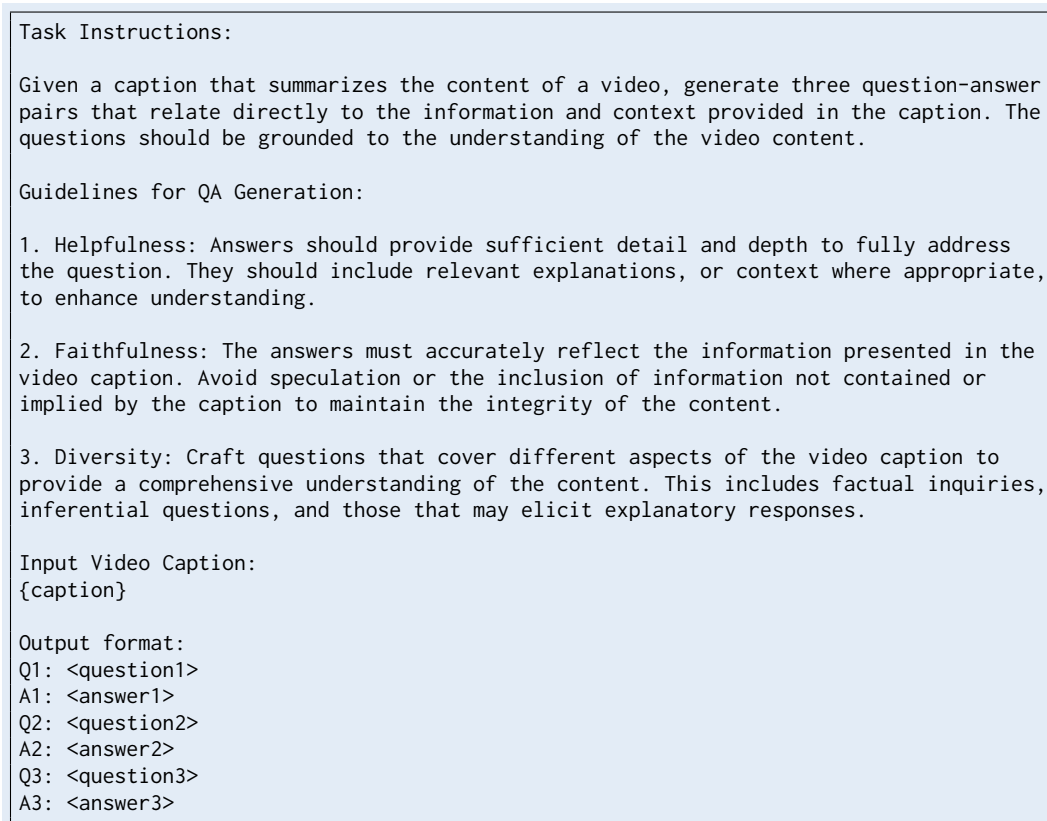 Task Instructions:
Given a caption that summarizes the content of a video, generate three question-answer
pairs that relate directly to the information and context provided in the caption. The
questions should be grounded to the understanding of the video content.
Guidelines for QA Generation:
1. Helpfulness: Answers should provide sufficient detail and depth to fully address
the question. They should include relevant explanations, or context where appropriate,
to enhance understanding.
2. Faithfulness: The answers must accurately reflect the information presented in the
video caption. Avoid speculation or the inclusion of information not contained or
implied by the caption to maintain the integrity of the content.
3. Diversity: Craft questions that cover different aspects of the video caption to
provide a comprehensive understanding of the content. This includes factual inquiries,
inferential questions, and those that may elicit explanatory responses.
Input Video Caption:
{caption}
Output format:
Q1: <question1>
A1: <answer1>
Q2: <question2>
A2: <answer2>
Q3: <question3>
A3: <answer3>